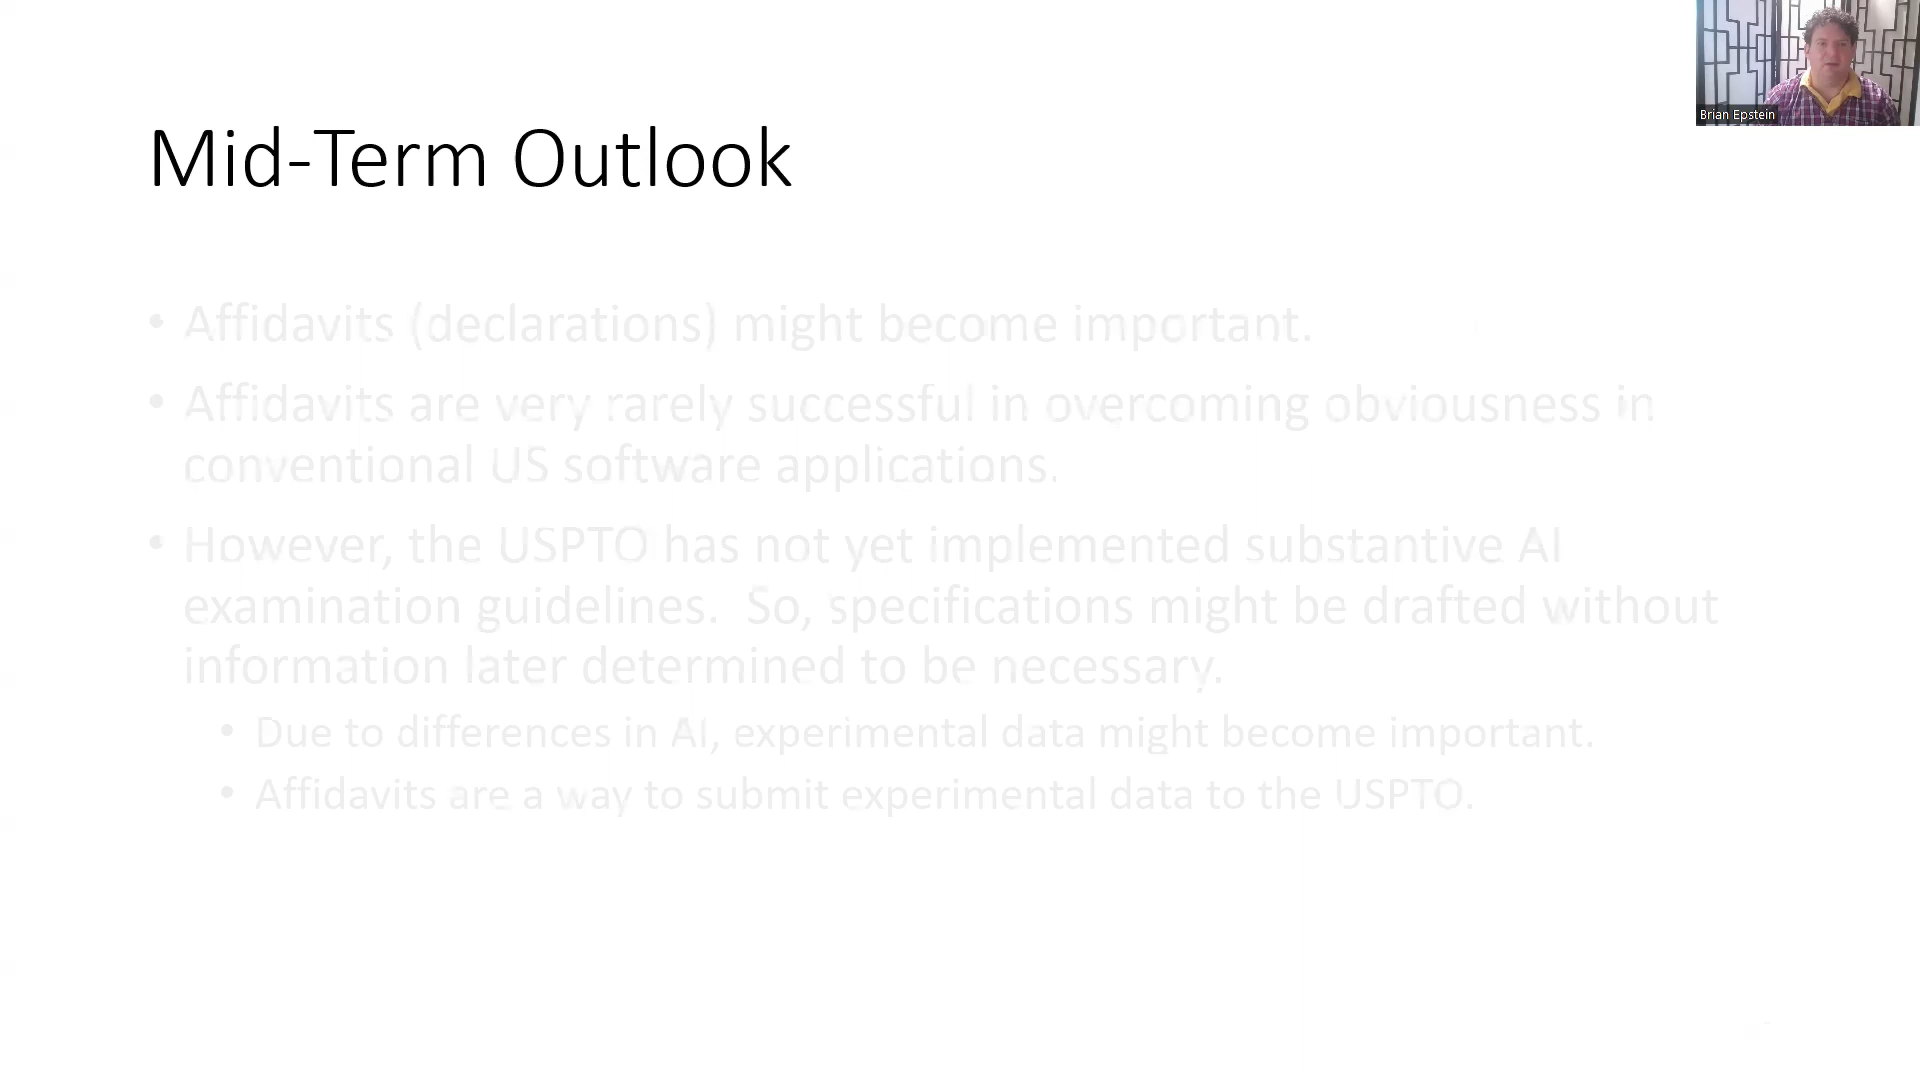 Brian Epstein
Mid-Term Outlook
• Affidavits (declarations) might become important.
• Affidavits are very rarely successful in overcoming obviousness in
conventional US software applications.
• However, the USPTO has not yet implemented substantive AI
examination guidelines.  So, specifications might be drafted without
information later determined to be necessary.
• Due to differences in AI, experimental data might become important.
• Affidavits are a way to submit experimental data to the USPTO.